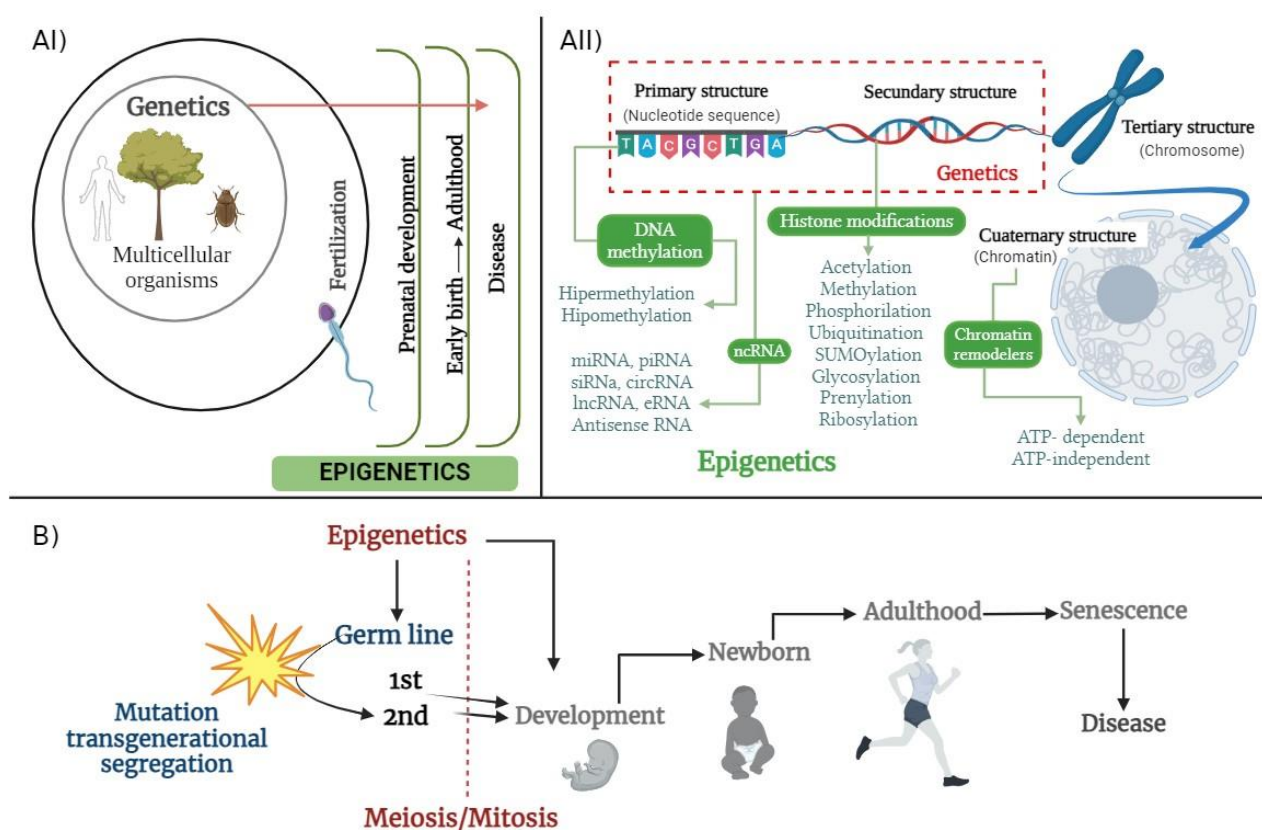 AI)
Genetics
Multicellular
organisms
Fertilization
Prenatal development
Early birth → Adulthood
Disease
EPIGENETICS
AII)
Primary structure
(Nucleotide sequence)
Secundary structure
T A C G C T G A
Genetics
Tertiary structure
(Chromosome)
DNA
methylation
Hipermethylation
Hipomethylation
ncRNA
miRNA, piRNA
siRNa, circRNA
lncRNA, eRNA
Antisense RNA
Histone modifications
Acetylation
Methylation
Phosphorilation
Ubiquitination
SUMOylation
Glycosylation
Prenylation
Ribosylation
Cuaternary structure
(Chromatin)
Chromatin
remodelers
ATP- dependent
ATP-independent
Epigenetics
B)
Epigenetics
Germ line
1st
2nd
Mutation
transgenerational
segregation
Meiosis/Mitosis
Development
Newborn
Adulthood
Senescence
Disease